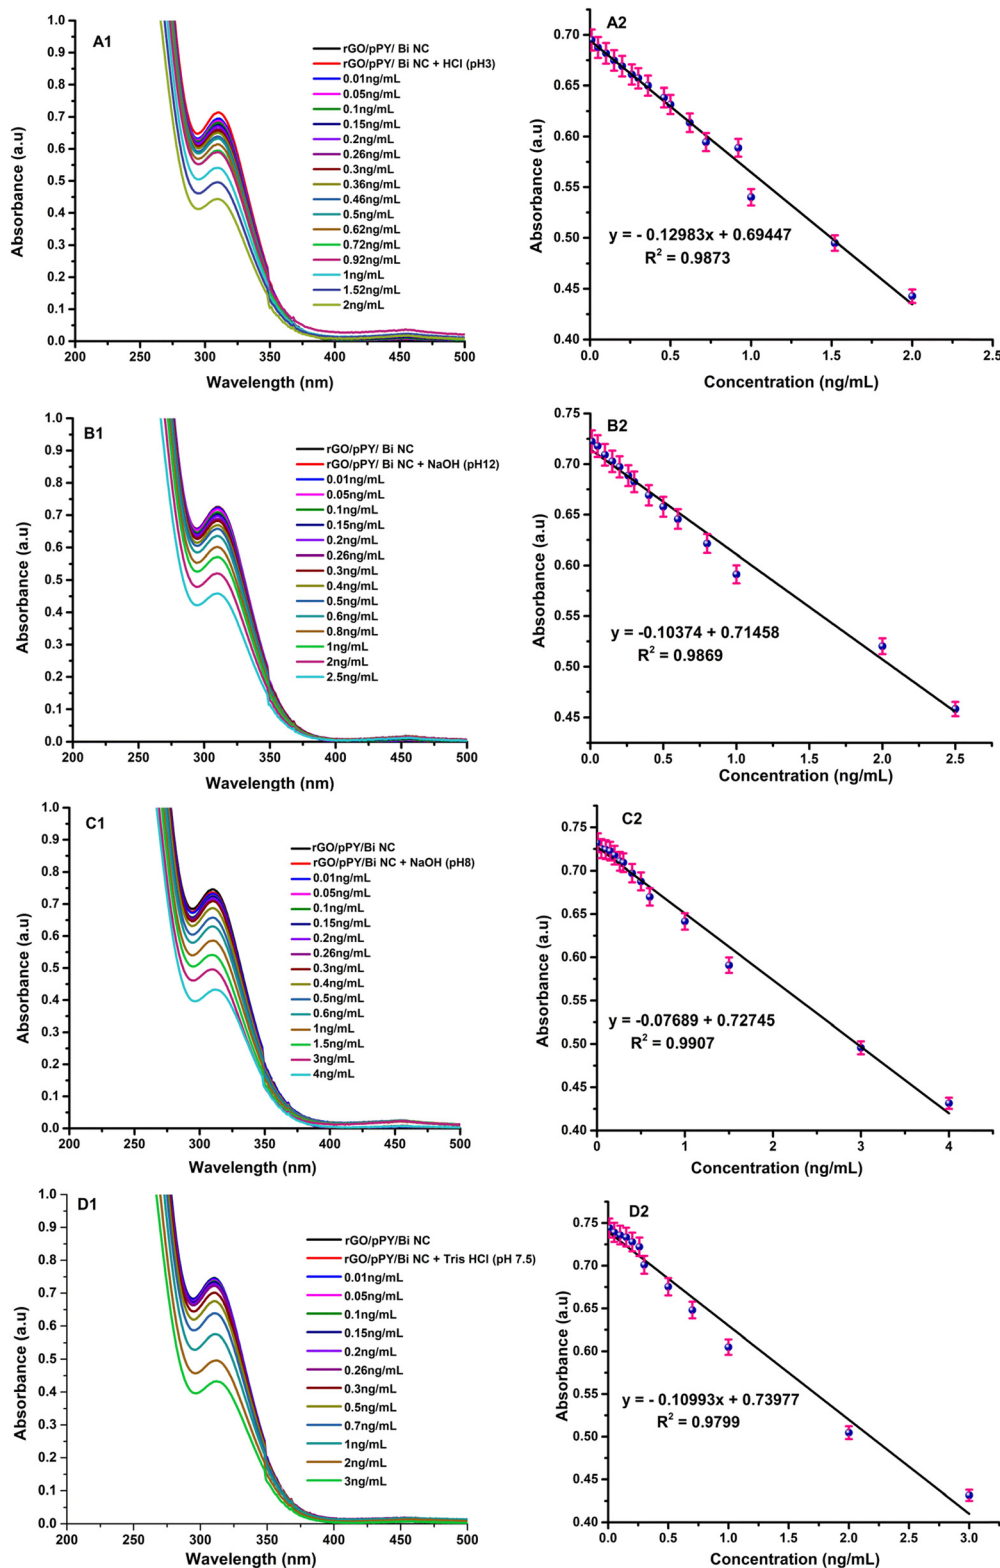 A1
1.0
0.9
0.8
0.7
0.6
0.5
0.4
0.3
0.2
0.1
0.0
Absorbance (a.u)
rGO/pPY/ Bi NC
rGO/pPY/ Bi NC + HCl (pH3)
0.01ng/mL
0.05ng/mL
0.1ng/mL
0.15ng/mL
0.2ng/mL
0.26ng/mL
0.3ng/mL
0.36ng/mL
0.46ng/mL
0.5ng/mL
0.62ng/mL
0.72ng/mL
0.92ng/mL
1ng/mL
1.52ng/mL
2ng/mL
200 250 300 350 400 450 500
Wavelength (nm)
A2
0.70
0.65
0.60
0.55
0.50
0.45
0.40
Absorbance (a.u)
y = - 0.12983x + 0.69447
R² = 0.9873
0.0 0.5 1.0 1.5 2.0 2.5
Concentration (ng/mL)
B1
1.0
0.9
0.8
0.7
0.6
0.5
0.4
0.3
0.2
0.1
0.0
Absorbance (a.u)
rGO/pPY/ Bi NC
rGO/pPY/ Bi NC + NaOH (pH12)
0.01ng/mL
0.05ng/mL
0.1ng/mL
0.15ng/mL
0.2ng/mL
0.26ng/mL
0.3ng/mL
0.4ng/mL
0.5ng/mL
0.6ng/mL
0.8ng/mL
1ng/mL
2ng/mL
2.5ng/mL
200 250 300 350 400 450 500
Wavelength (nm)
B2
0.75
0.70
0.65
0.60
0.55
0.50
0.45
Absorbance (a.u)
y = -0.10374 + 0.71458
R² = 0.9869
0.0 0.5 1.0 1.5 2.0 2.5
Concentration (ng/mL)
C1
1.0
0.9
0.8
0.7
0.6
0.5
0.4
0.3
0.2
0.1
0.0
Absorbance (a.u)
rGO/pPY/Bi NC
rGO/pPY/Bi NC + NaOH (pH8)
0.01ng/mL
0.05ng/mL
0.1ng/mL
0.15ng/mL
0.2ng/mL
0.26ng/mL
0.3ng/mL
0.4ng/mL
0.5ng/mL
0.6ng/mL
1ng/mL
1.5ng/mL
3ng/mL
4ng/mL
200 250 300 350 400 450 500
Wavelength (nm)
C2
0.75
0.70
0.65
0.60
0.55
0.50
0.45
0.40
Absorbance (a.u)
y = -0.07689 + 0.72745
R² = 0.9907
0 1 2 3 4
Concentration (ng/mL)
D1
1.0
0.9
0.8
0.7
0.6
0.5
0.4
0.3
0.2
0.1
0.0
Absorbance (a.u)
rGO/pPY/Bi NC
rGO/pPY/Bi NC + Tris HCl (pH 7.5)
0.01ng/mL
0.05ng/mL
0.1ng/mL
0.15ng/mL
0.2ng/mL
0.26ng/mL
0.3ng/mL
0.5ng/mL
0.7ng/mL
1ng/mL
2ng/mL
3ng/mL
200 250 300 350 400 450 500
Wavelength (nm)
D2
0.75
0.70
0.65
0.60
0.55
0.50
0.45
0.40
Absorbance (a.u)
y = - 0.10993x + 0.73977
R² = 0.9799
0.0 0.5 1.0 1.5 2.0 2.5 3.0
Concentration (ng/mL)